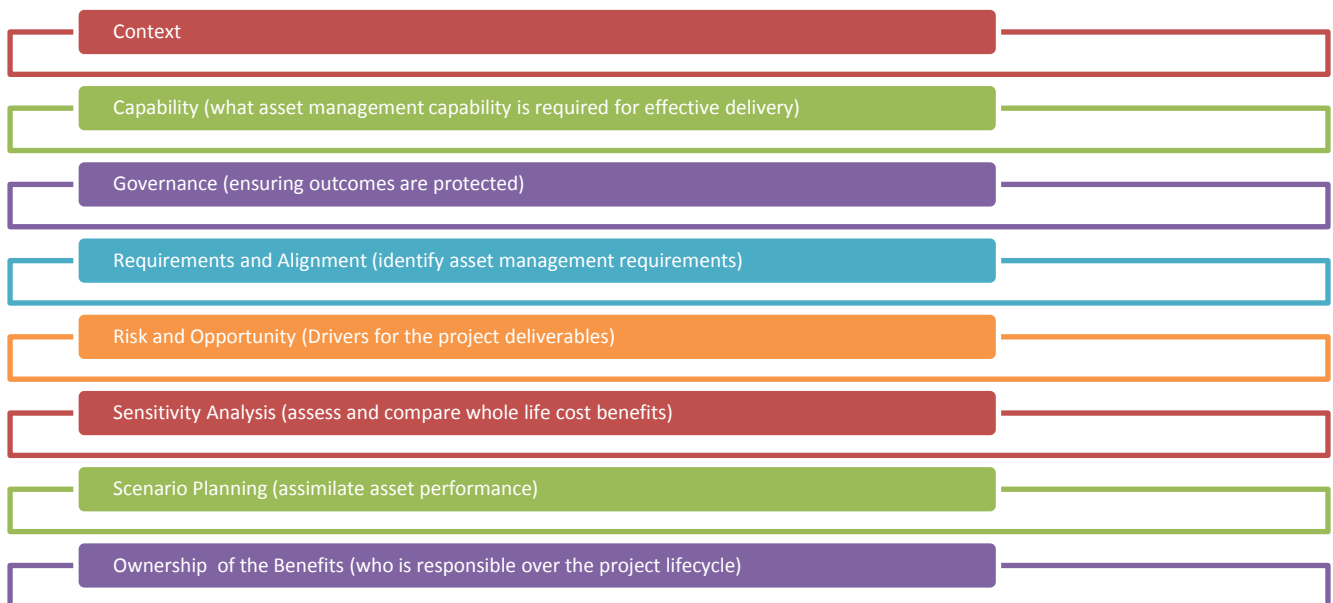 Context
Capability (what asset management capability is required for effective delivery)
Governance (ensuring outcomes are protected)
Requirements and Alignment (identify asset management requirements)
Risk and Opportunity (Drivers for the project deliverables)
Sensitivity Analysis (assess and compare whole life cost benefits)
Scenario Planning (assimilate asset performance)
Ownership  of the Benefits (who is responsible over the project lifecycle)